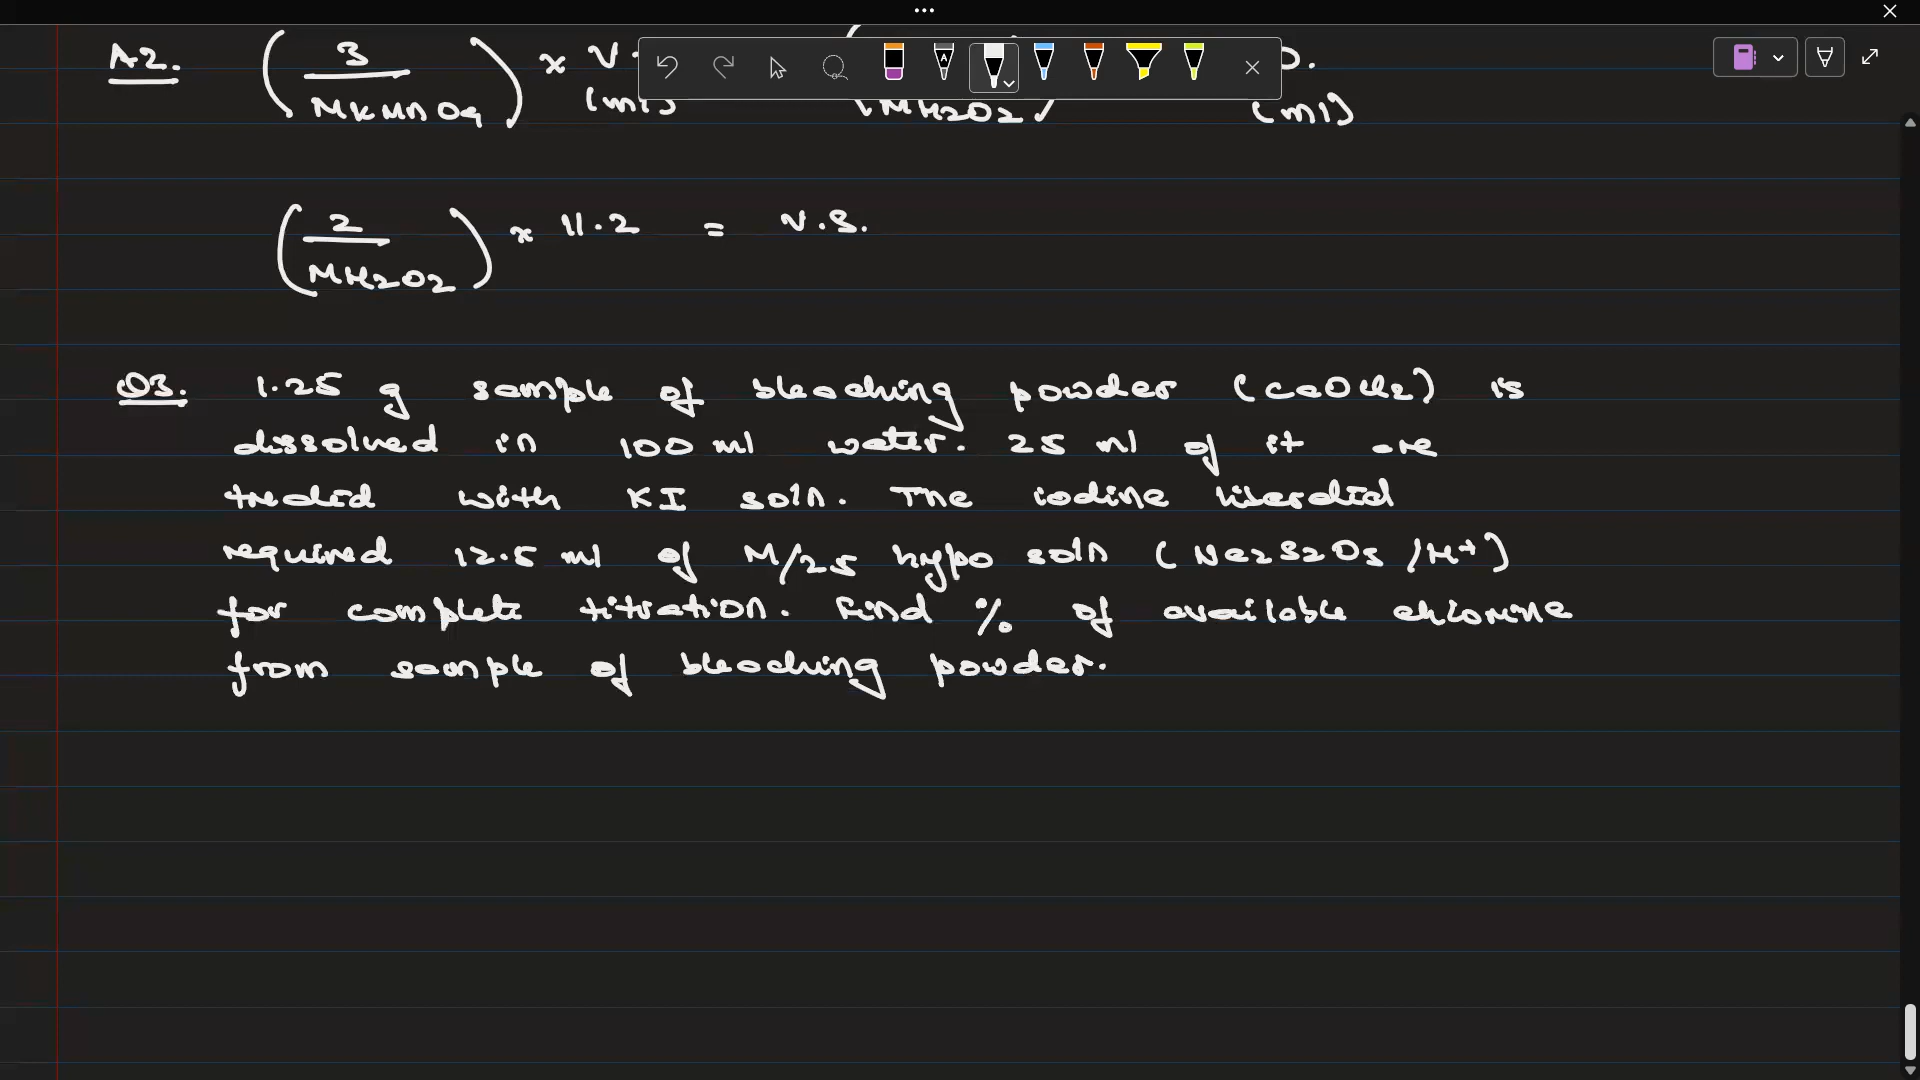 A2. (3/MKMnO4) × V.
(ml) (MH2O2) (ml)
(2/MH2O2) × 11.2 = V.S.
Q3. 1.25 g sample of bleaching powder (CaOCl2) is
dissolved in 100 ml water. 25 ml of it are
treated with KI soln. The iodine liberated
required 12.5 ml of M/25 hypo soln (Na2S2O3/H+)
for complete titration. Find % of available chlorine
from sample of bleaching powder.